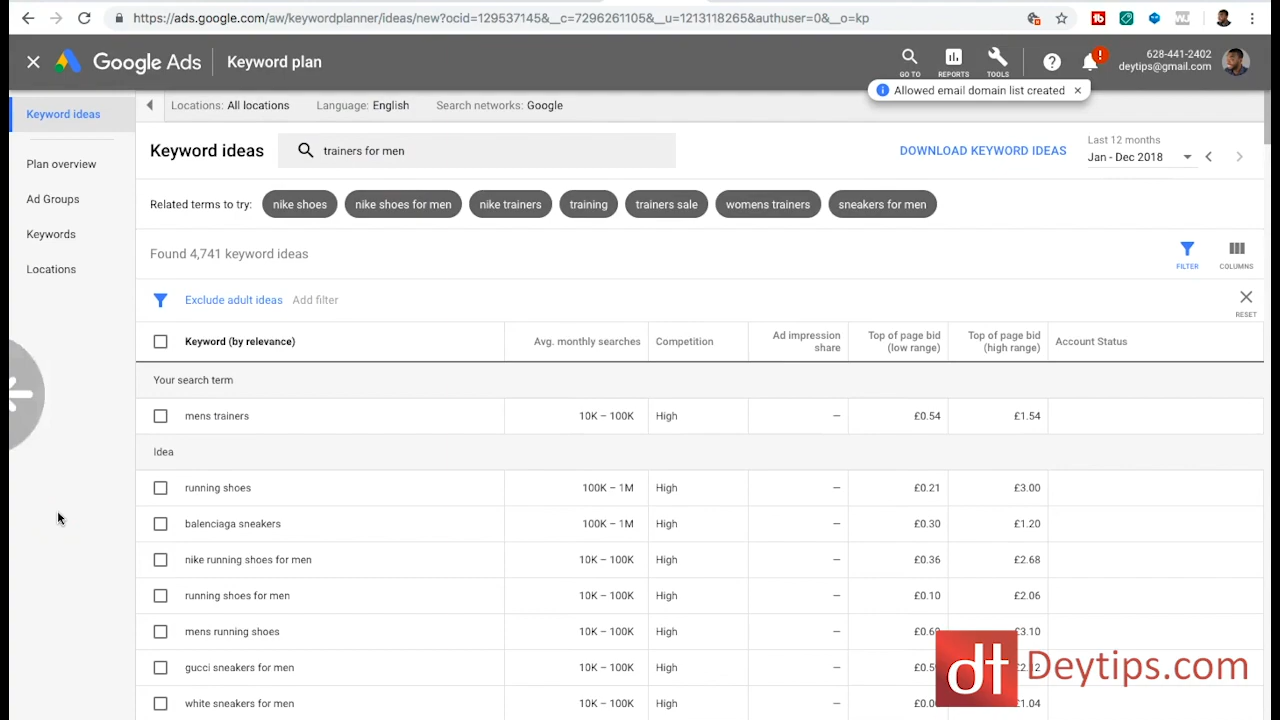 https://ads.google.com/aw/keywordplanner/ideas/new?ocid=129537145&__c=7296261105&__u=1213118265&authuser=0&__o=kp
Google Ads
Keyword plan
GO TO
REPORTS
TOOLS
628-441-2402
deytips@gmail.com
Allowed email domain list created
Keyword ideas
Plan overview
Ad Groups
Keywords
Locations
Locations: All locations Language: English Search networks: Google
Keyword ideas
trainers for men
DOWNLOAD KEYWORD IDEAS
Last 12 months
Jan - Dec 2018
Related terms to try: nike shoes nike shoes for men nike trainers training trainers sale womens trainers sneakers for men
Found 4,741 keyword ideas
FILTER
COLUMNS
Exclude adult ideas Add filter
RESET
Keyword (by relevance) Avg. monthly searches Competition Ad impression share Top of page bid (low range) Top of page bid (high range) Account Status
Your search term
mens trainers 10K – 100K High – £0.54 £1.54
Idea
running shoes 100K – 1M High – £0.21 £3.00
balenciaga sneakers 100K – 1M High – £0.30 £1.20
nike running shoes for men 10K – 100K High – £0.36 £2.68
running shoes for men 10K – 100K High – £0.10 £2.06
mens running shoes 10K – 100K High – £3.10
gucci sneakers for men 10K – 100K High –
white sneakers for men 10K – 100K High – £1.04
dt Deytips.com